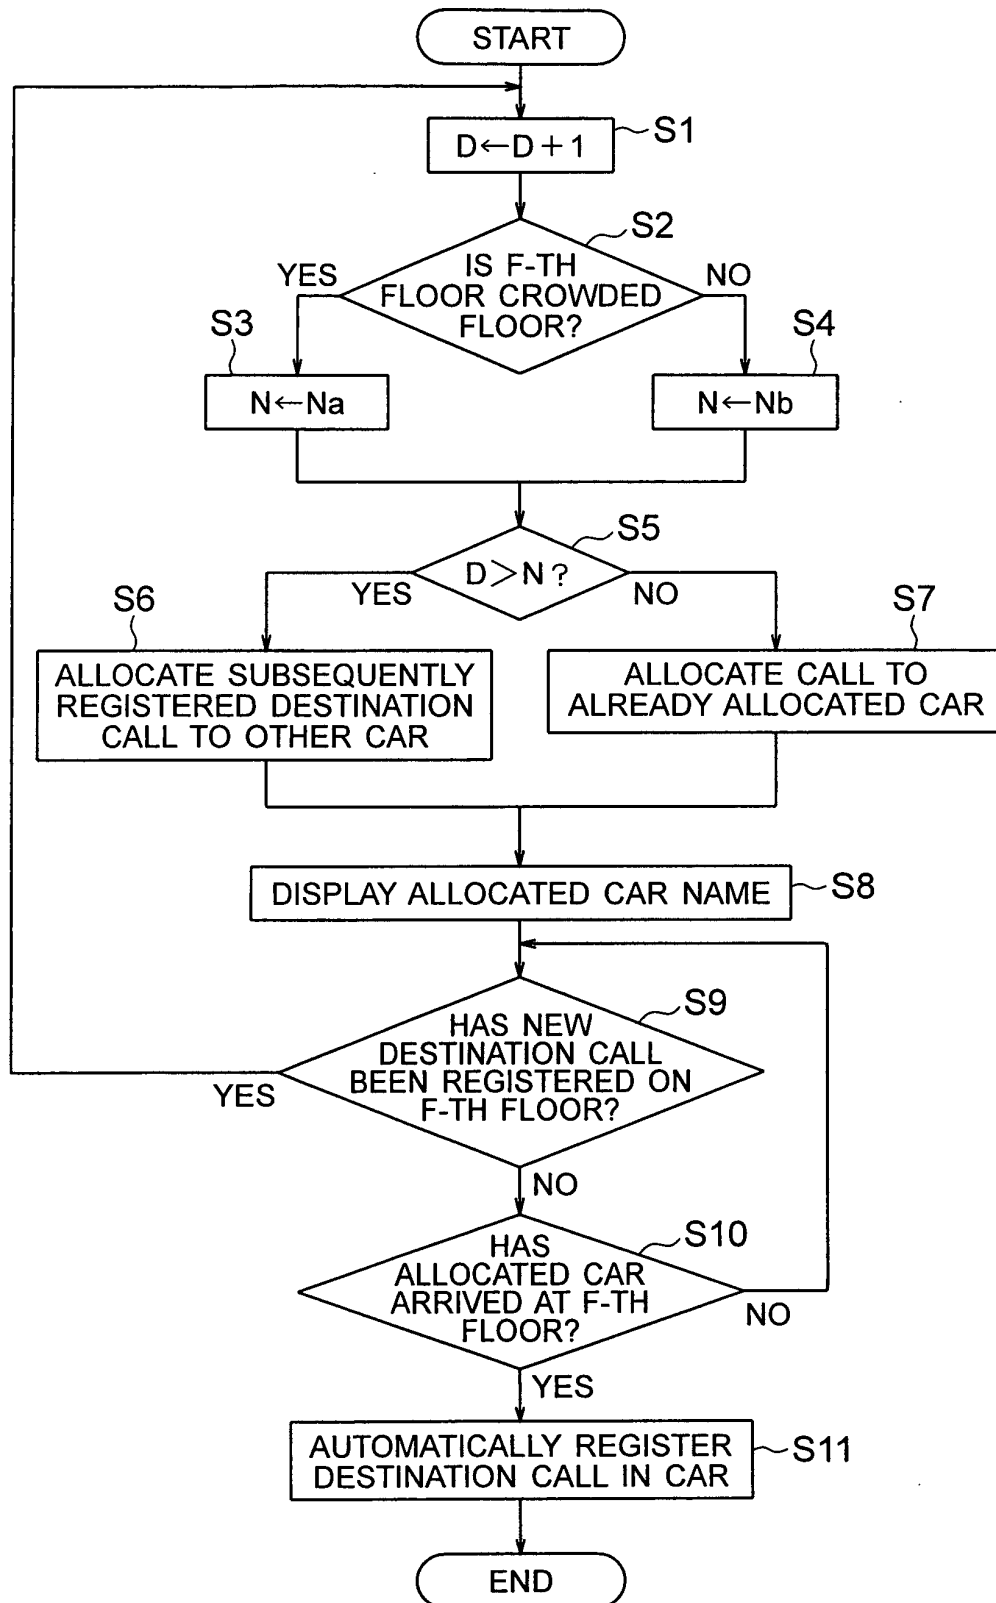 START
S1
D←D+1
S2
YES
IS F-TH
FLOOR CROWDED
FLOOR?
NO
S3
N←Na
S4
N←Nb
S5
D>N?
YES
NO
S6
ALLOCATE SUBSEQUENTLY
REGISTERED DESTINATION
CALL TO OTHER CAR
S7
ALLOCATE CALL TO
ALREADY ALLOCATED CAR
DISPLAY ALLOCATED CAR NAME
S8
S9
HAS NEW
DESTINATION CALL
BEEN REGISTERED ON
F-TH FLOOR?
YES
NO
S10
HAS
ALLOCATED CAR
ARRIVED AT F-TH
FLOOR?
NO
YES
AUTOMATICALLY REGISTER
DESTINATION CALL IN CAR
S11
END